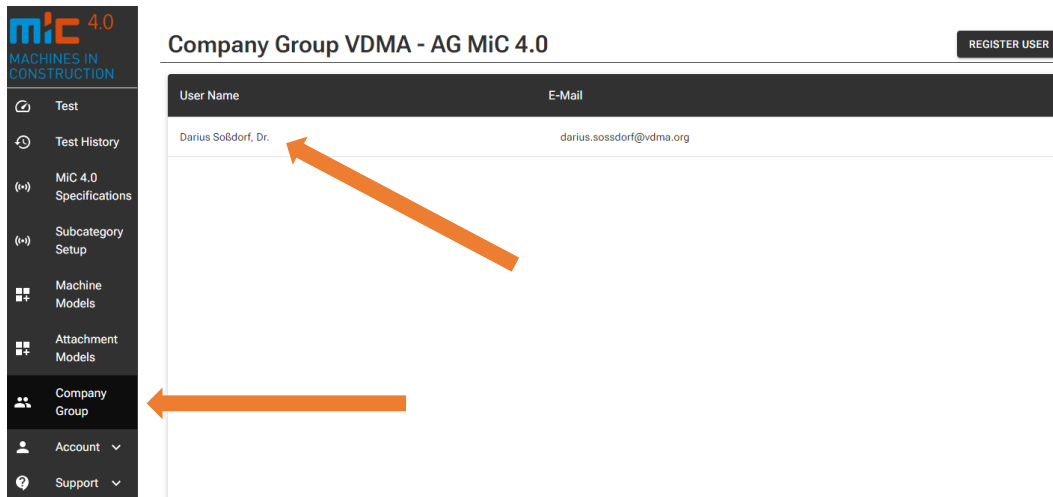 mic 4.0
MACHINES IN
CONSTRUCTION
Test
Test History
MiC 4.0
Specifications
Subcategory
Setup
Machine
Models
Attachment
Models
Company
Group
Account
Support
Company Group VDMA - AG MiC 4.0
REGISTER USER
User Name E-Mail
Darius Soßdorf, Dr. darius.sossdorf@vdma.org